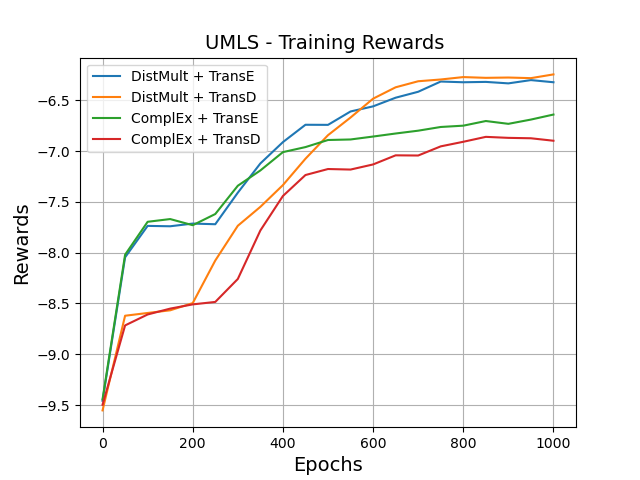 UMLS - Training Rewards
DistMult + TransE
DistMult + TransD
ComplEx + TransE
ComplEx + TransD
Rewards
−6.5
−7.0
−7.5
−8.0
−8.5
−9.0
−9.5
0 200 400 600 800 1000
Epochs